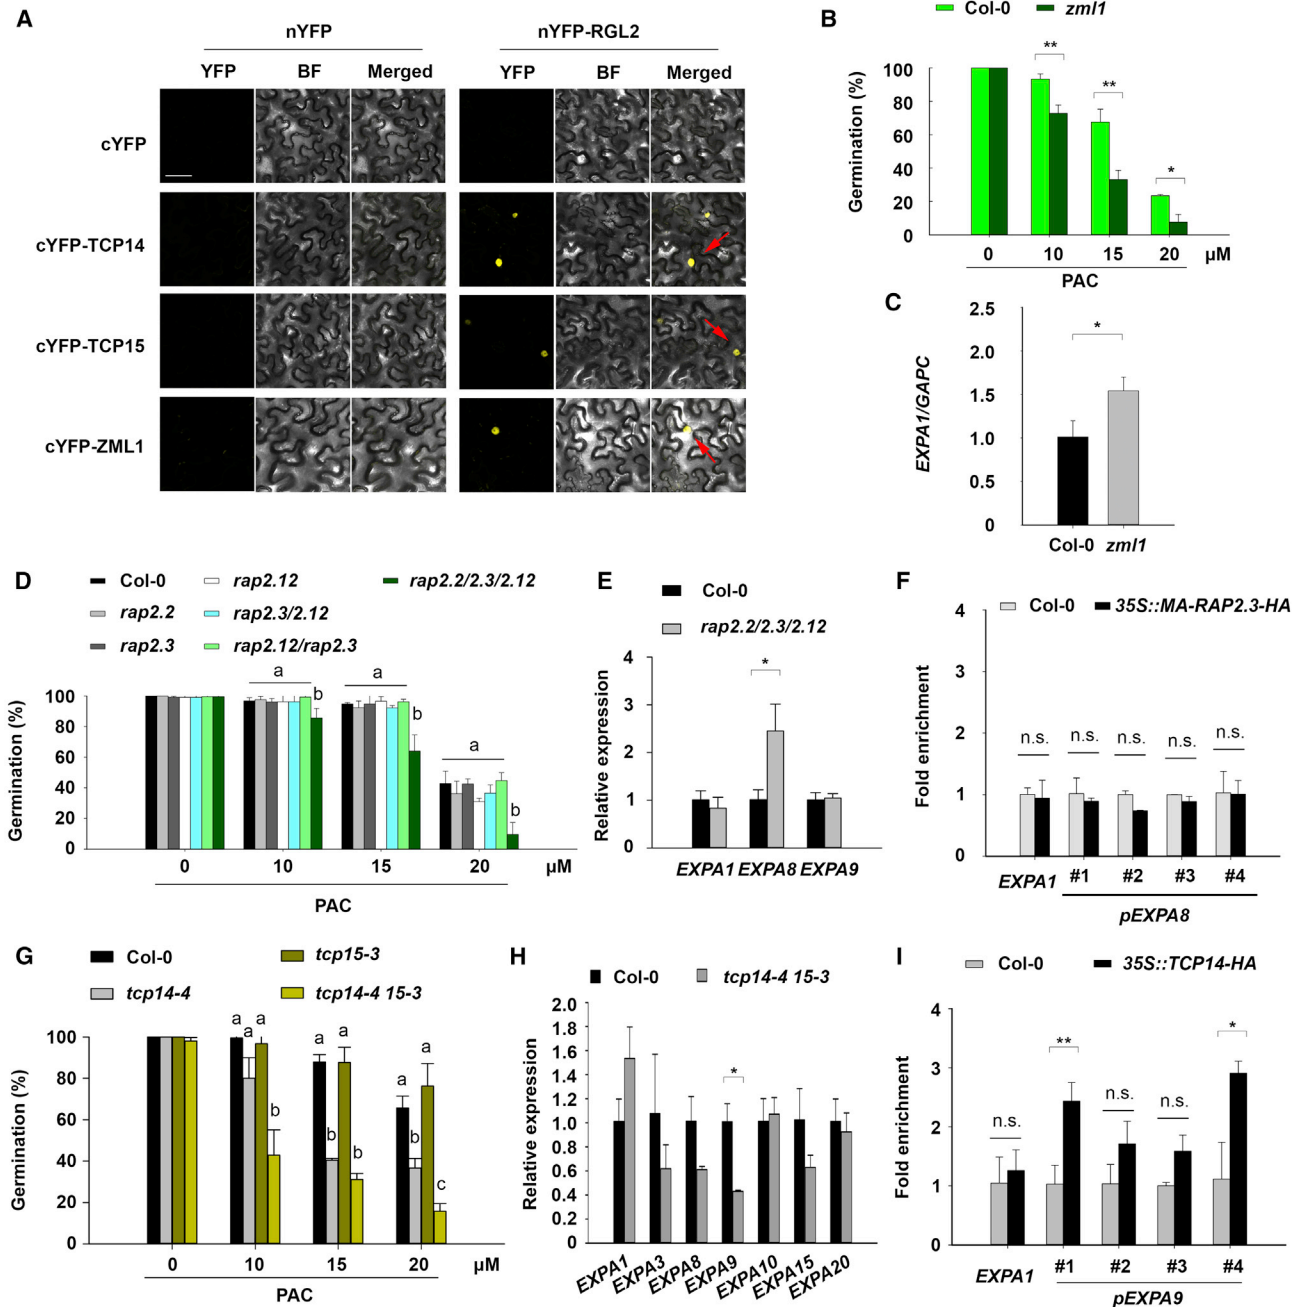 A
nYFP
nYFP-RGL2
YFP BF Merged YFP BF Merged
cYFP
cYFP-TCP14
cYFP-TCP15
cYFP-ZML1
B
Col-0 zml1
Germination (%)
100
80
60
40
20
0
** ** *
0 10 15 20 µM
PAC
C
EXPA1/GAPC
2.5
2.0
1.5
1.0
0.5
0
*
Col-0 zml1
D
Col-0 rap2.12 rap2.2/2.3/2.12
rap2.2 rap2.3/2.12
rap2.3 rap2.12/rap2.3
Germination (%)
100
80
60
40
20
0
a b a b a b
0 10 15 20 µM
PAC
E
Col-0
rap2.2/2.3/2.12
Relative expression
4
3
2
1
0
*
EXPA1 EXPA8 EXPA9
F
Col-0 35S::MA-RAP2.3-HA
Fold enrichment
4
3
2
1
0
n.s. n.s. n.s. n.s. n.s.
EXPA1 #1 #2 #3 #4
pEXPA8
G
Col-0 tcp15-3
tcp14-4 tcp14-4 15-3
Germination (%)
100
80
60
40
20
0
a a a b a b a b a b a c
0 10 15 20 µM
PAC
H
Col-0 tcp14-4 15-3
Relative expression
2.0
1.8
1.6
1.4
1.2
1.0
0.8
0.6
0.4
0.2
0
*
EXPA1 EXPA3 EXPA8 EXPA9 EXPA10 EXPA15 EXPA20
I
Col-0 35S::TCP14-HA
Fold enrichment
4
3
2
1
0
n.s. ** n.s. n.s. *
EXPA1 #1 #2 #3 #4
pEXPA9